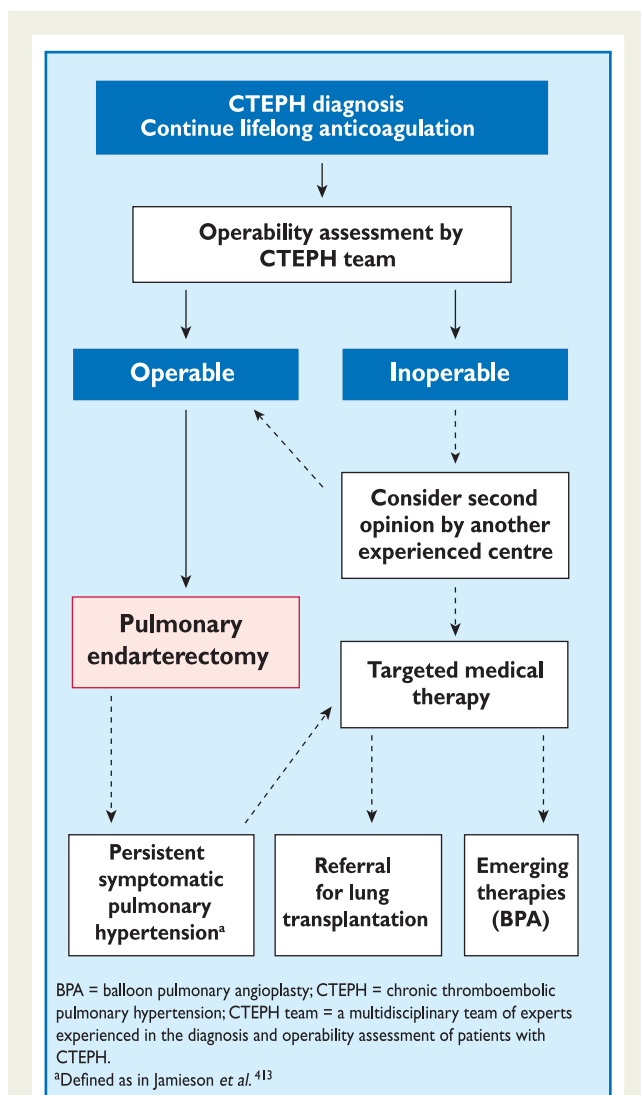 CTEPH diagnosis
Continue lifelong anticoagulation
Operability assessment by
CTEPH team
Operable
Inoperable
Consider second
opinion by another
experienced centre
Pulmonary
endarterectomy
Targeted medical
therapy
Persistent
symptomatic
pulmonary
hypertensionᵃ
Referral
for lung
transplantation
Emerging
therapies
(BPA)
BPA = balloon pulmonary angioplasty; CTEPH = chronic thromboembolic
pulmonary hypertension; CTEPH team = a multidisciplinary team of experts
experienced in the diagnosis and operability assessment of patients with
CTEPH.
ᵃDefined as in Jamieson et al.⁴¹³